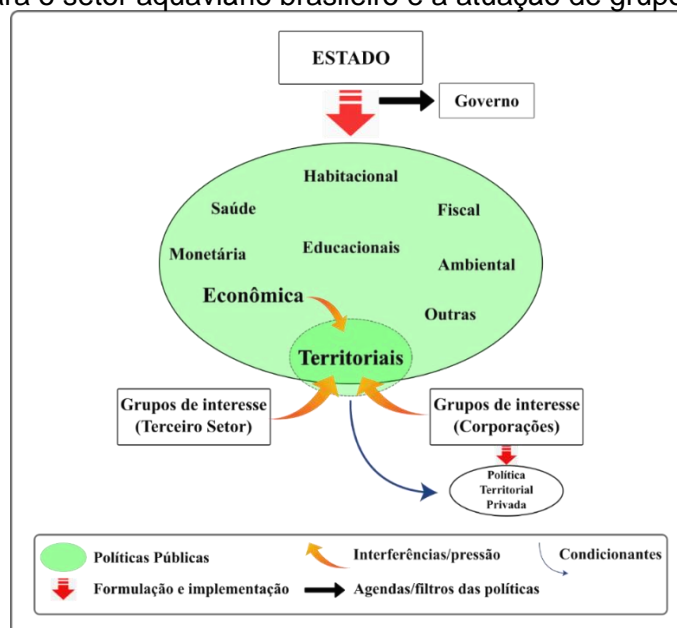 ra o setor aquaviário brasileiro e a atuação de grupo
ESTADO
Governo
Habitacional
Saúde
Fiscal
Monetária
Educacionais
Ambiental
Econômica
Outras
Territoriais
Grupos de interesse
(Terceiro Setor)
Grupos de interesse
(Corporações)
Política
Territorial
Privada
Políticas Públicas
Interferências/pressão
Condicionantes
Formulação e implementação
Agendas/filtros das políticas